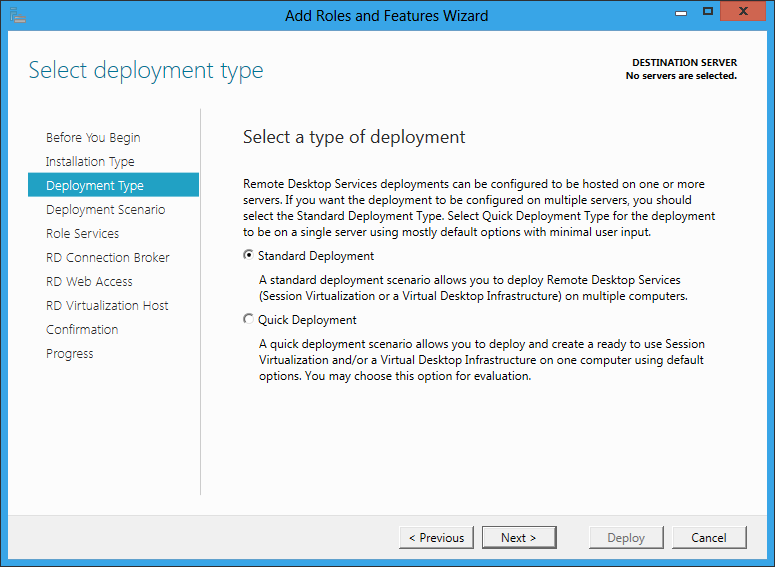 Add Roles and Features Wizard
Select deployment type
DESTINATION SERVER
No servers are selected.
Before You Begin
Installation Type
Deployment Type
Deployment Scenario
Role Services
RD Connection Broker
RD Web Access
RD Virtualization Host
Confirmation
Progress
Select a type of deployment
Remote Desktop Services deployments can be configured to be hosted on one or more
servers. If you want the deployment to be configured on multiple servers, you should
select the Standard Deployment Type. Select Quick Deployment Type for the deployment
to be on a single server using mostly default options with minimal user input.
Standard Deployment
A standard deployment scenario allows you to deploy Remote Desktop Services
(Session Virtualization or a Virtual Desktop Infrastructure) on multiple computers.
Quick Deployment
A quick deployment scenario allows you to deploy and create a ready to use Session
Virtualization and/or a Virtual Desktop Infrastructure on one computer using default
options. You may choose this option for evaluation.
< Previous
Next >
Deploy
Cancel